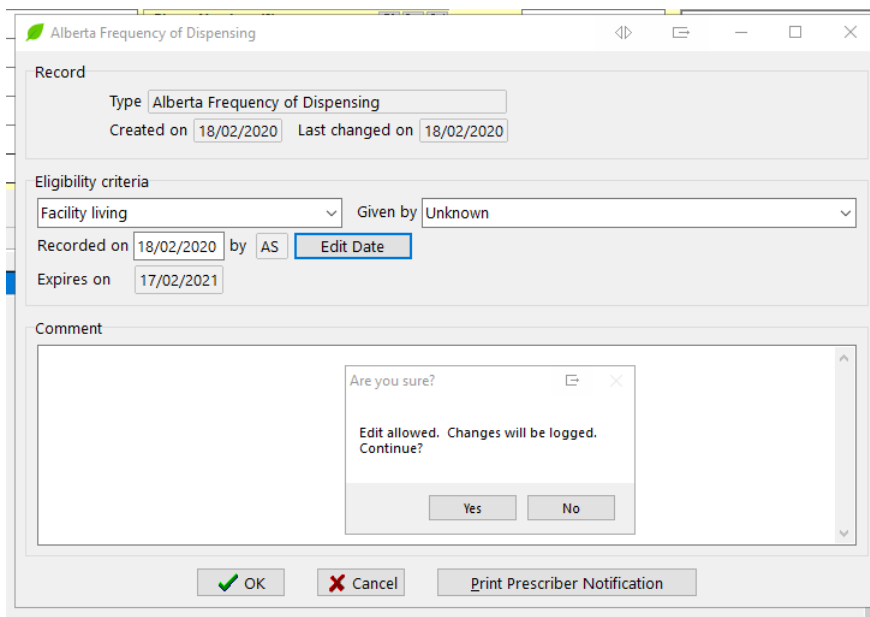 Alberta Frequency of Dispensing
Record
Type Alberta Frequency of Dispensing
Created on 18/02/2020 Last changed on 18/02/2020
Eligibility criteria
Facility living Given by Unknown
Recorded on 18/02/2020 by AS Edit Date
Expires on 17/02/2021
Comment
Are you sure?
Edit allowed. Changes will be logged.
Continue?
Yes No
OK Cancel Print Prescriber Notification